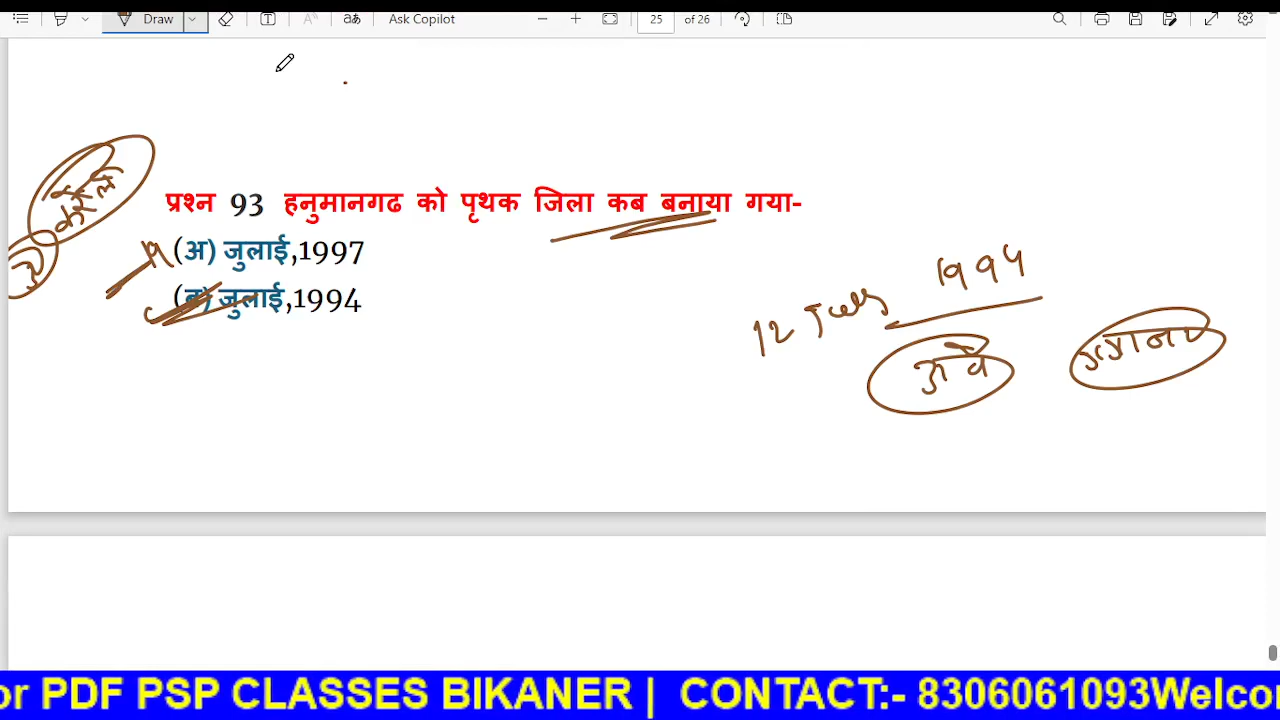 Draw
Ask Copilot
25 of 26
प्रश्न 93 हनुमानगढ को पृथक जिला कब बनाया गया-
(अ) जुलाई,1997
(ब) जुलाई,1994
12 July 1994
or PDF PSP CLASSES BIKANER | CONTACT:- 8306061093Welco